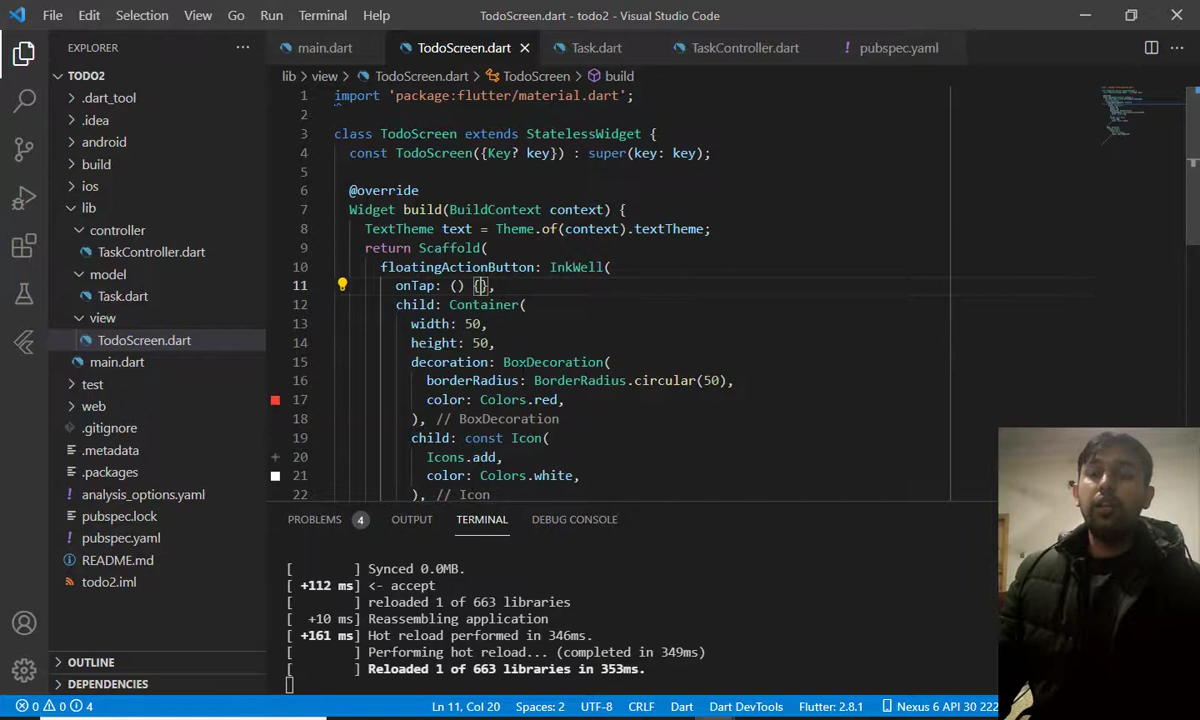 File Edit Selection View Go Run Terminal Help TodoScreen.dart - todo2 - Visual Studio Code
EXPLORER
TODO2
.dart_tool
.idea
android
build
ios
lib
controller
TaskController.dart
model
Task.dart
view
TodoScreen.dart
main.dart
test
web
.gitignore
.metadata
.packages
analysis_options.yaml
pubspec.lock
pubspec.yaml
README.md
todo2.iml
OUTLINE
DEPENDENCIES
main.dart TodoScreen.dart Task.dart TaskController.dart pubspec.yaml
lib > view > TodoScreen.dart > TodoScreen > build
1 import 'package:flutter/material.dart';
2
3 class TodoScreen extends StatelessWidget {
4 const TodoScreen({Key? key}) : super(key: key);
5
6 @override
7 Widget build(BuildContext context) {
8 TextTheme text = Theme.of(context).textTheme;
9 return Scaffold(
10 floatingActionButton: InkWell(
11 onTap: () {},
12 child: Container(
13 width: 50,
14 height: 50,
15 decoration: BoxDecoration(
16 borderRadius: BorderRadius.circular(50),
17 color: Colors.red,
18 ), // BoxDecoration
19 child: const Icon(
20 Icons.add,
21 color: Colors.white,
22 ), // Icon
PROBLEMS 4 OUTPUT TERMINAL DEBUG CONSOLE
[ ] Synced 0.0MB.
[ +112 ms] <- accept
[ ] reloaded 1 of 663 libraries
[ +10 ms] Reassembling application
[ +161 ms] Hot reload performed in 346ms.
[ ] Performing hot reload... (completed in 349ms)
[ ] Reloaded 1 of 663 libraries in 353ms.
0 0 4 Ln 11, Col 20 Spaces: 2 UTF-8 CRLF Dart Dart DevTools Flutter: 2.8.1 Nexus 6 API 30 222